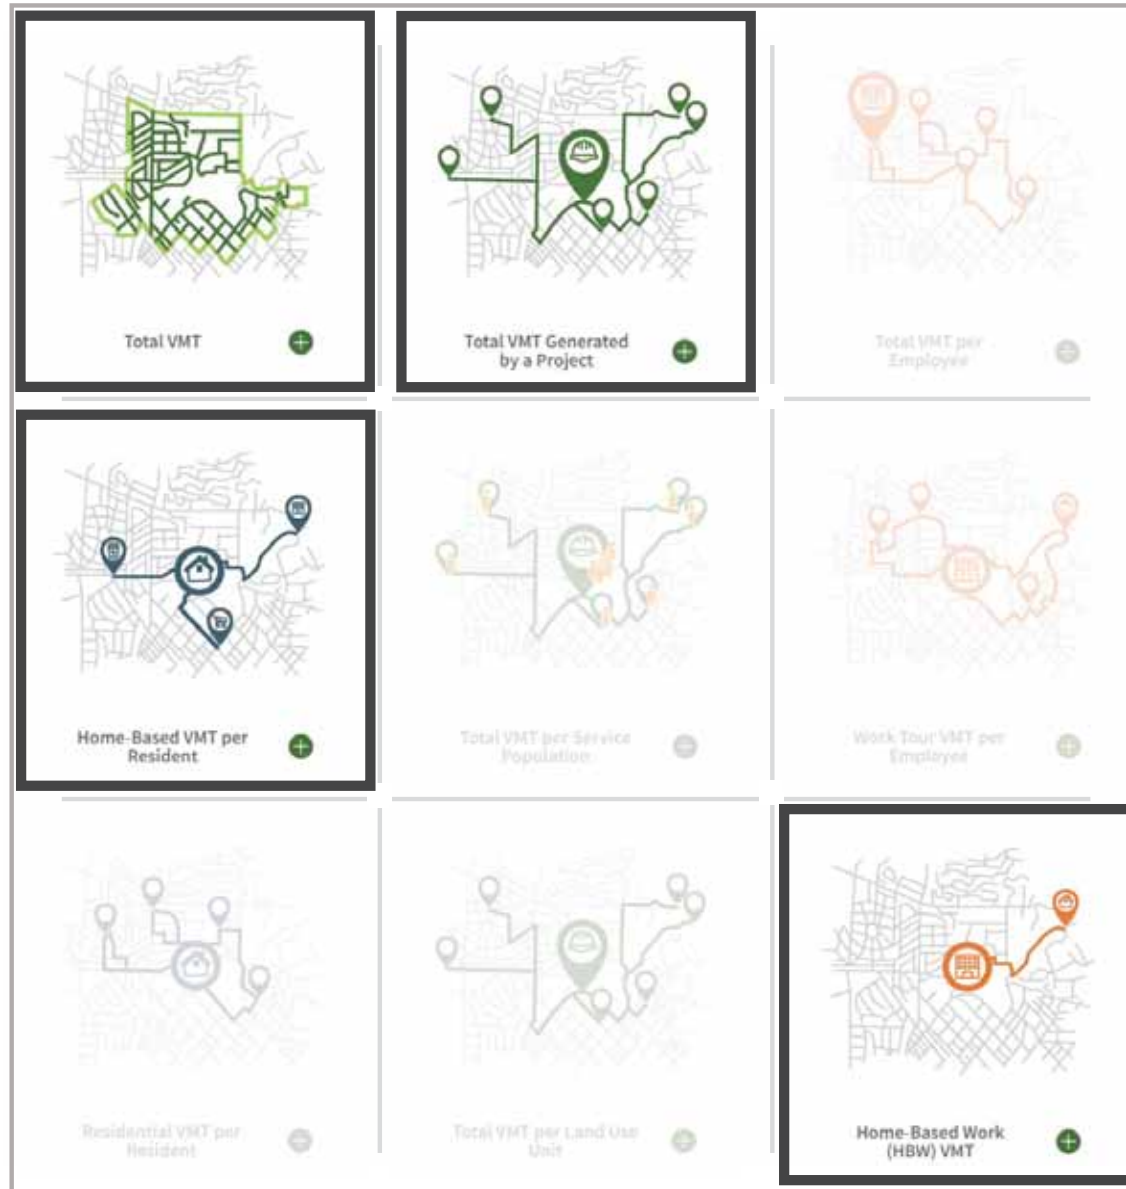 Total VMT
Total VMT Generated
by a Project
Total VMT per
Employee
Home-Based VMT per
Resident
Total VMT per Service
Population
Work Tour VMT per
Employee
Residential VMT per
Resident
Total VMT per Land Use
Unit
Home-Based Work
(HBW) VMT